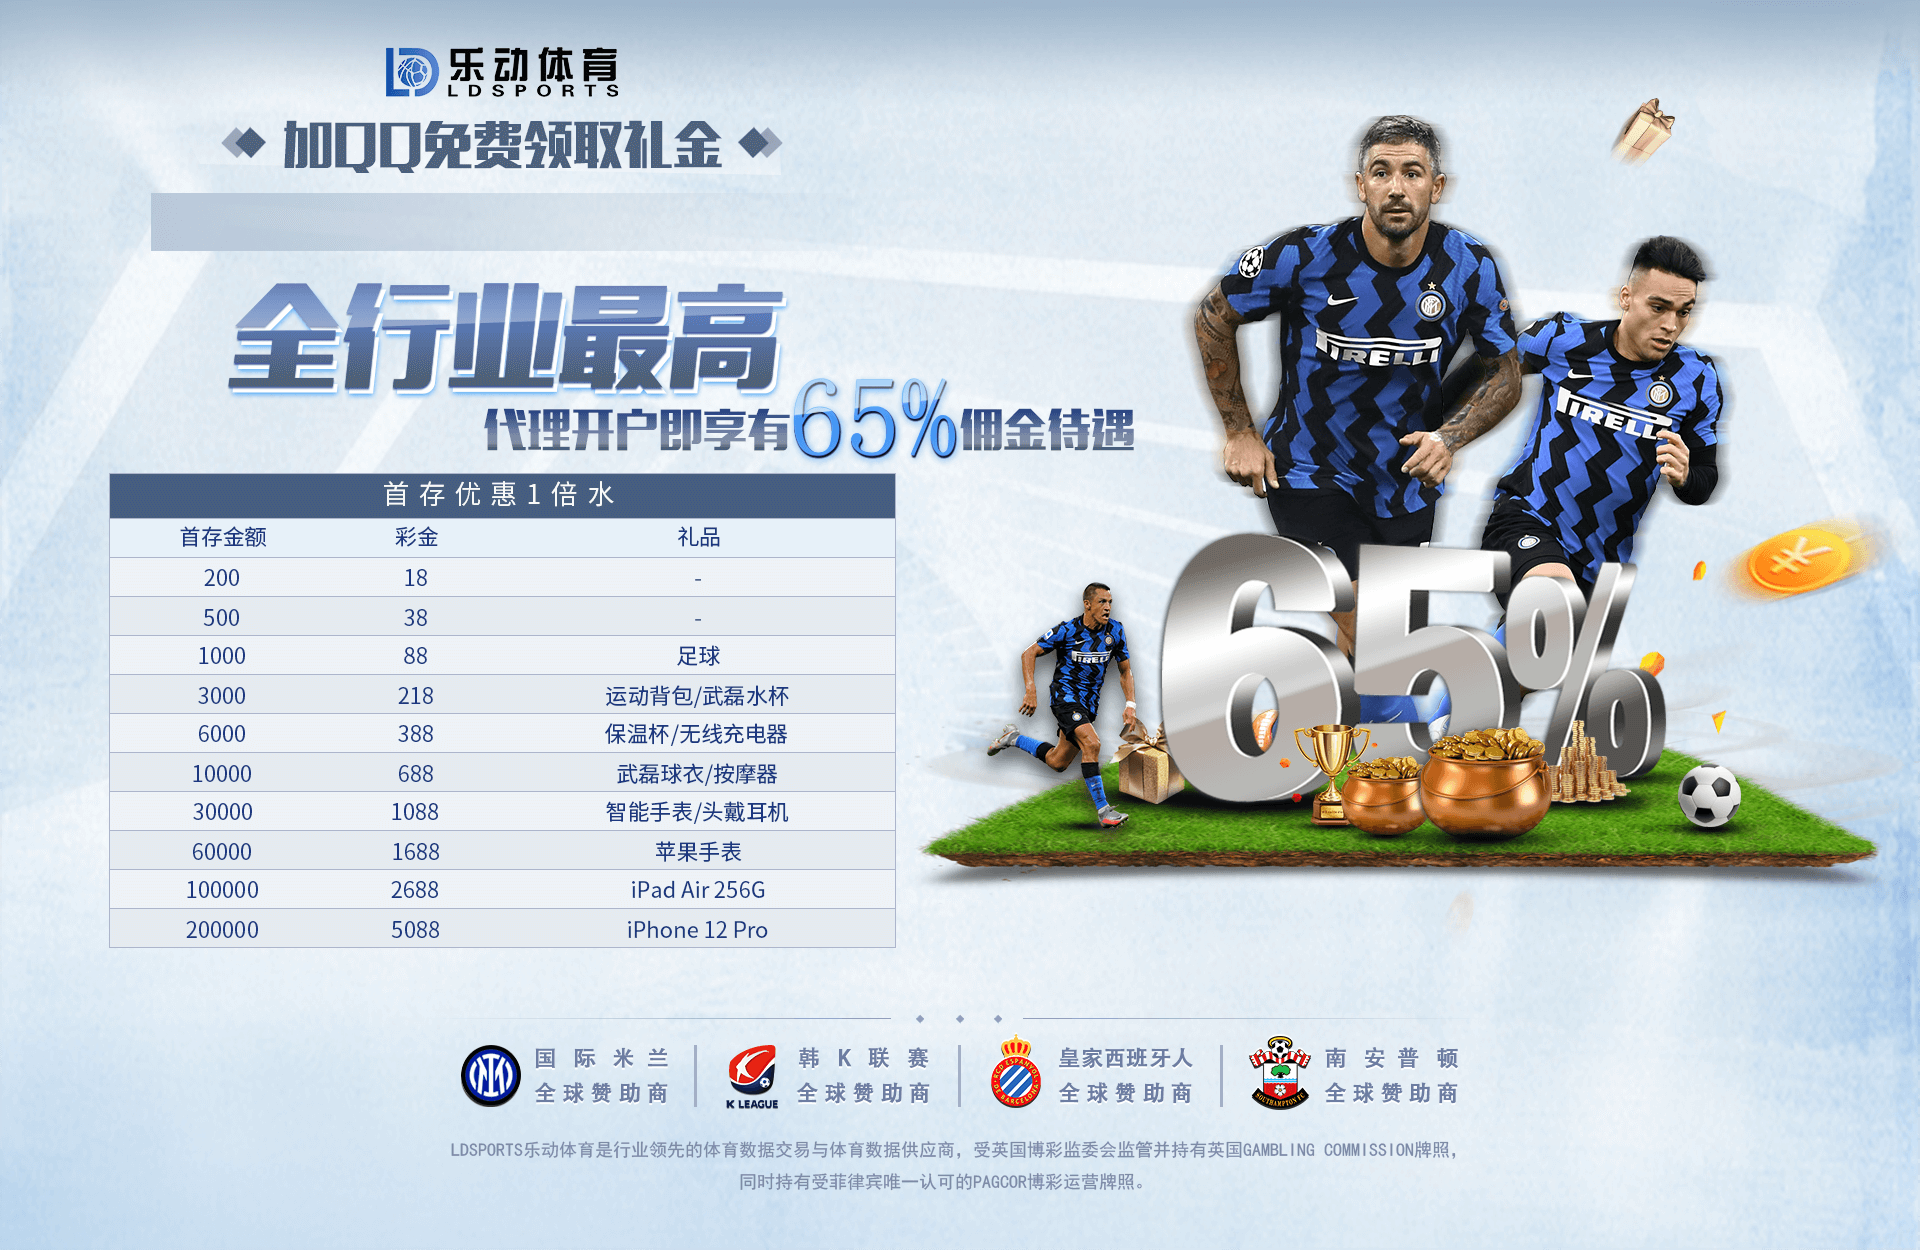 乐动体育
LDSPORTS
加QQ免费领取礼金
全行业最高
代理开户即享有65%佣金待遇
首存优惠1倍水
首存金额 彩金 礼品
200 18 -
500 38 -
1000 88 足球
3000 218 运动背包/武磊水杯
6000 388 保温杯/无线充电器
10000 688 武磊球衣/按摩器
30000 1088 智能手表/头戴耳机
60000 1688 苹果手表
100000 2688 iPad Air 256G
200000 5088 iPhone 12 Pro
PIRELLI
PIRELLI
PIRELLI
65%
国际米兰
全球赞助商
K LEAGUE
韩K联赛
全球赞助商
RCD ESPANYOL
DE BARCELONA
皇家西班牙人
全球赞助商
SOUTHAMPTON FC
南安普顿
全球赞助商
LDSPORTS乐动体育是行业领先的体育数据交易与体育数据供应商，受英国博彩监委会监管并持有英国GAMBLING COMMISSION牌照，
同时持有受菲律宾唯一认可的PAGCOR博彩运营牌照。